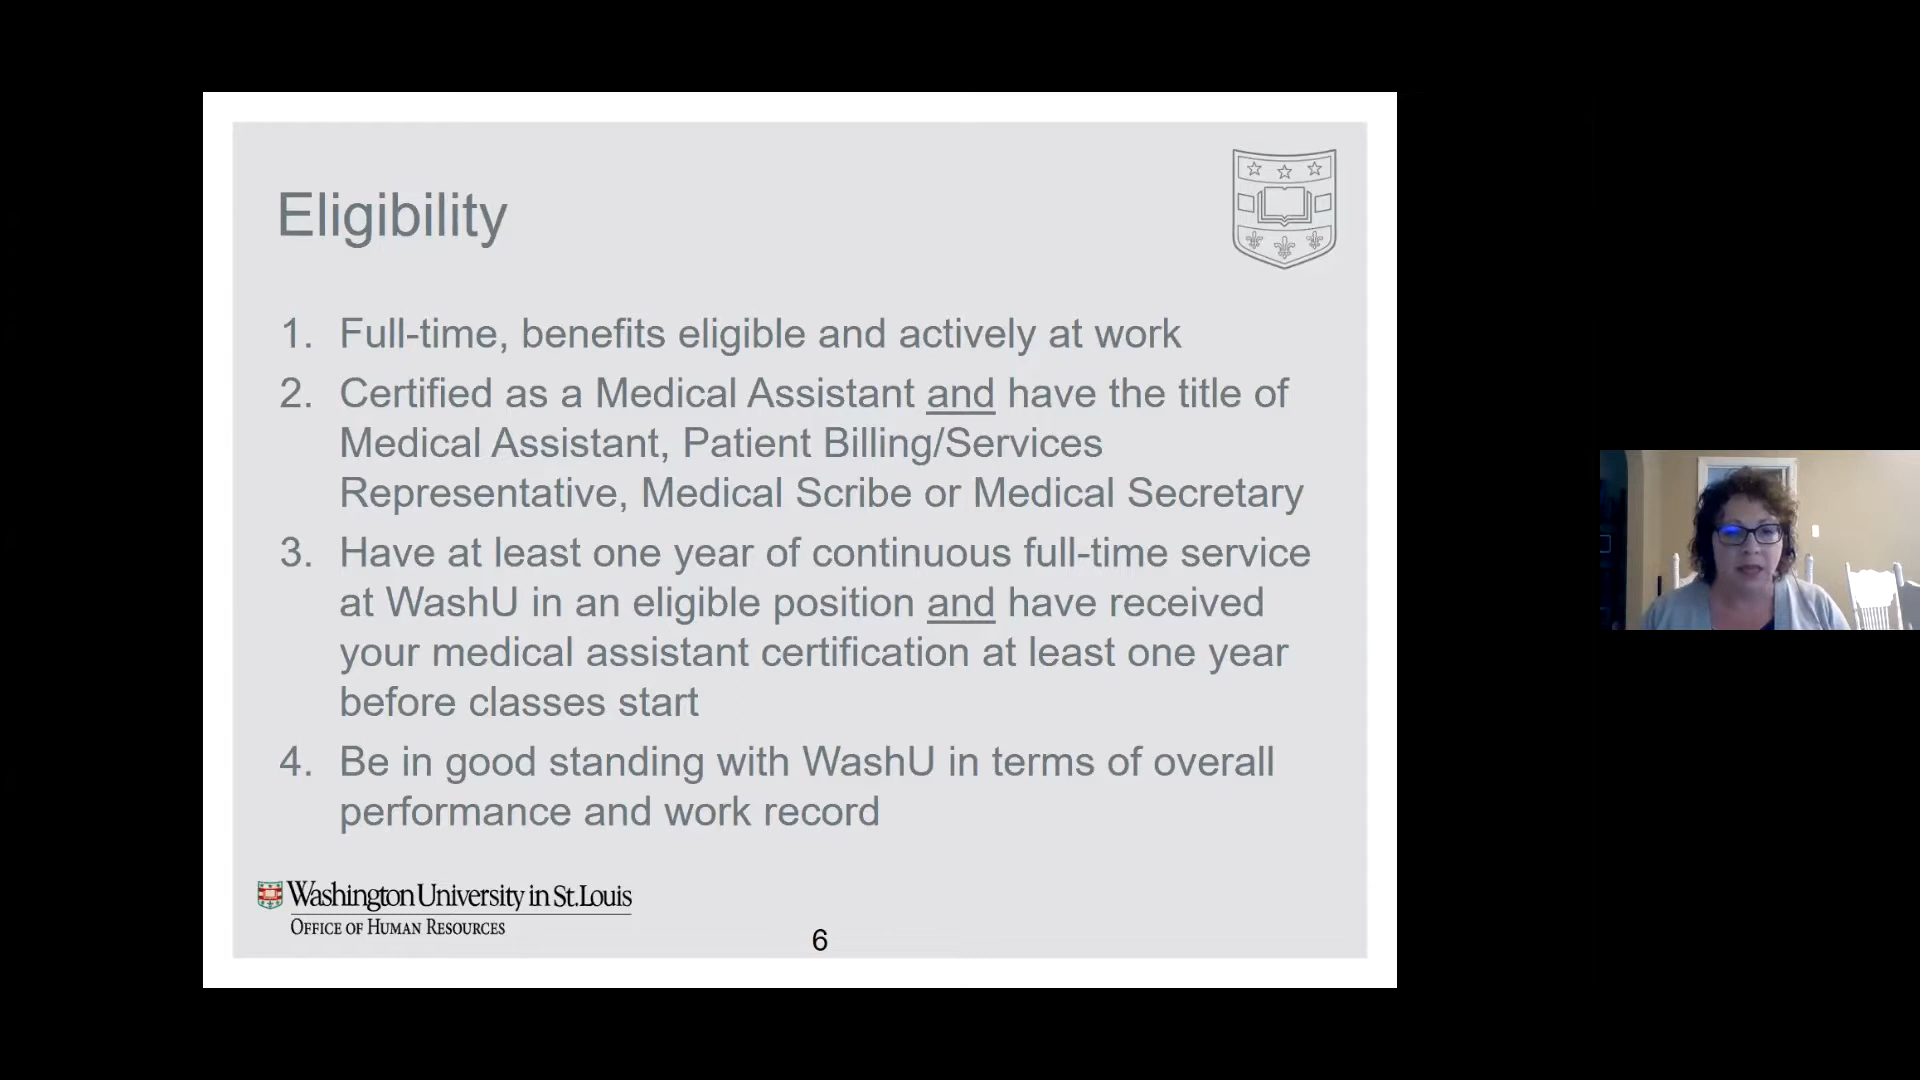 Eligibility
1. Full-time, benefits eligible and actively at work
2. Certified as a Medical Assistant and have the title of
Medical Assistant, Patient Billing/Services
Representative, Medical Scribe or Medical Secretary
3. Have at least one year of continuous full-time service
at WashU in an eligible position and have received
your medical assistant certification at least one year
before classes start
4. Be in good standing with WashU in terms of overall
performance and work record
Washington University in St. Louis
OFFICE OF HUMAN RESOURCES
6